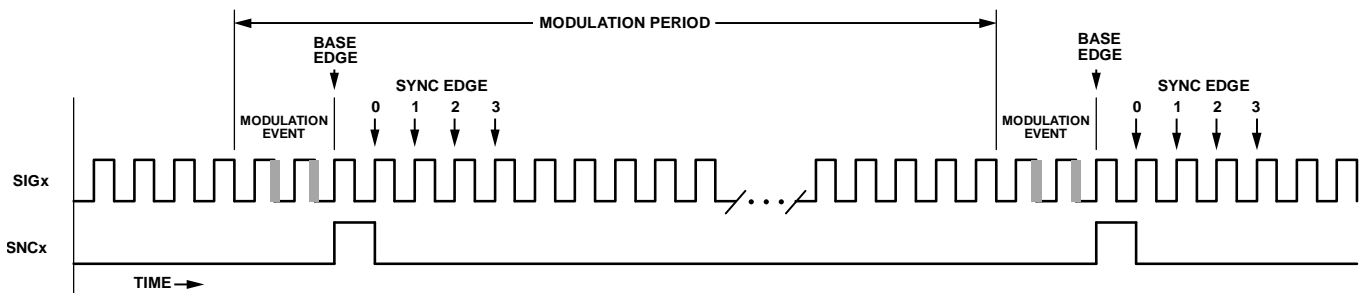 MODULATION PERIOD
BASE
EDGE
BASE
EDGE
SYNC EDGE
0 1 2 3
MODULATION
EVENT
SYNC EDGE
0 1 2 3
MODULATION
EVENT
SIGx
SNCx
TIME